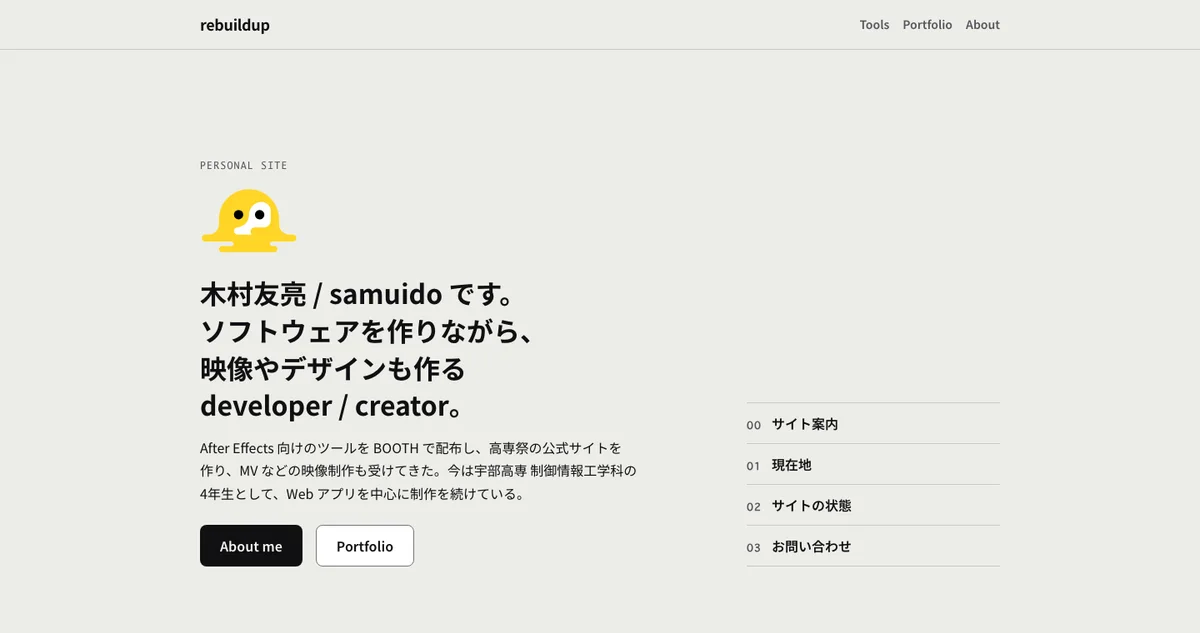 rebuildup
Tools Portfolio About
PERSONAL SITE
木村友亮 / samuido です。
ソフトウェアを作りながら、
映像やデザインも作る
developer / creator。
After Effects 向けのツールを BOOTH で配布し、高専祭の公式サイトを
作り、MV などの映像制作も受けてきた。今は宇部高専 制御情報工学科の
4年生として、Web アプリを中心に制作を続けている。
About me Portfolio
00 サイト案内
01 現在地
02 サイトの状態
03 お問い合わせ